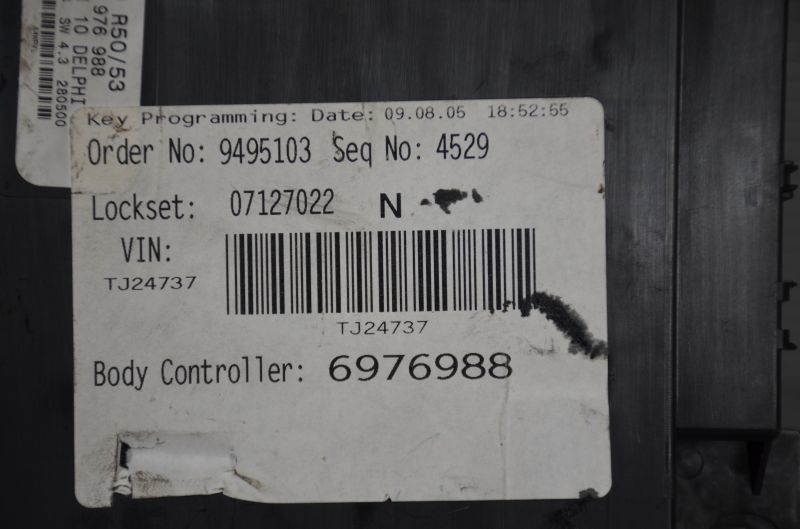 R50/53
976 988
10 DELPHI
SW 4.3 280500
Key Programming: Date: 09.08.05 18:52:55
Order No: 9495103 Seq No: 4529
Lockset: 07127022 N
VIN:
TJ24737
TJ24737
Body Controller: 6976988